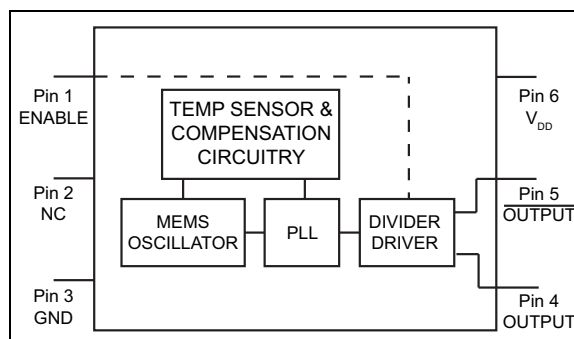 Pin 1
ENABLE
Pin 2
NC
Pin 3
GND
TEMP SENSOR &
COMPENSATION
CIRCUITRY
MEMS
OSCILLATOR
PLL
DIVIDER
DRIVER
Pin 6
VDD
Pin 5
OUTPUT
Pin 4
OUTPUT